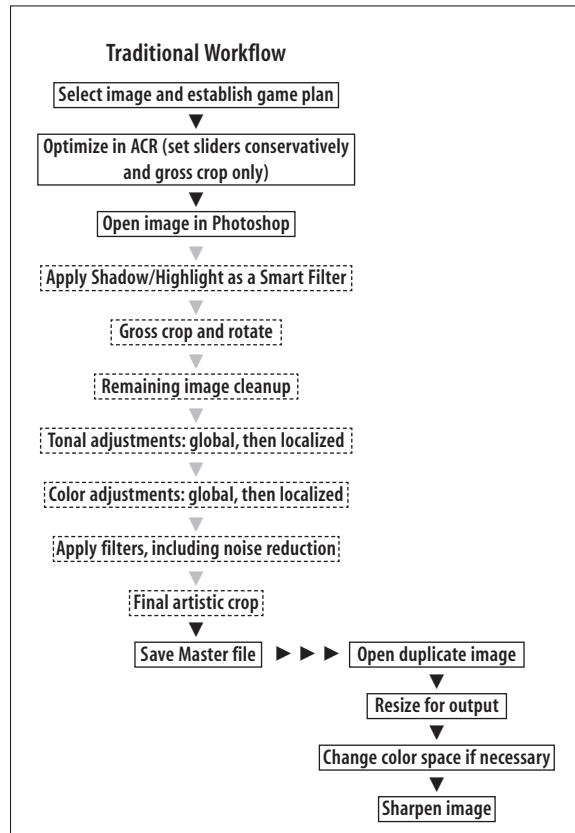 Traditional Workflow
Select image and establish game plan
Optimize in ACR (set sliders conservatively
and gross crop only)
Open image in Photoshop
Apply Shadow/Highlight as a Smart Filter
Gross crop and rotate
Remaining image cleanup
Tonal adjustments: global, then localized
Color adjustments: global, then localized
Apply filters, including noise reduction
Final artistic crop
Save Master file
Open duplicate image
Resize for output
Change color space if necessary
Sharpen image